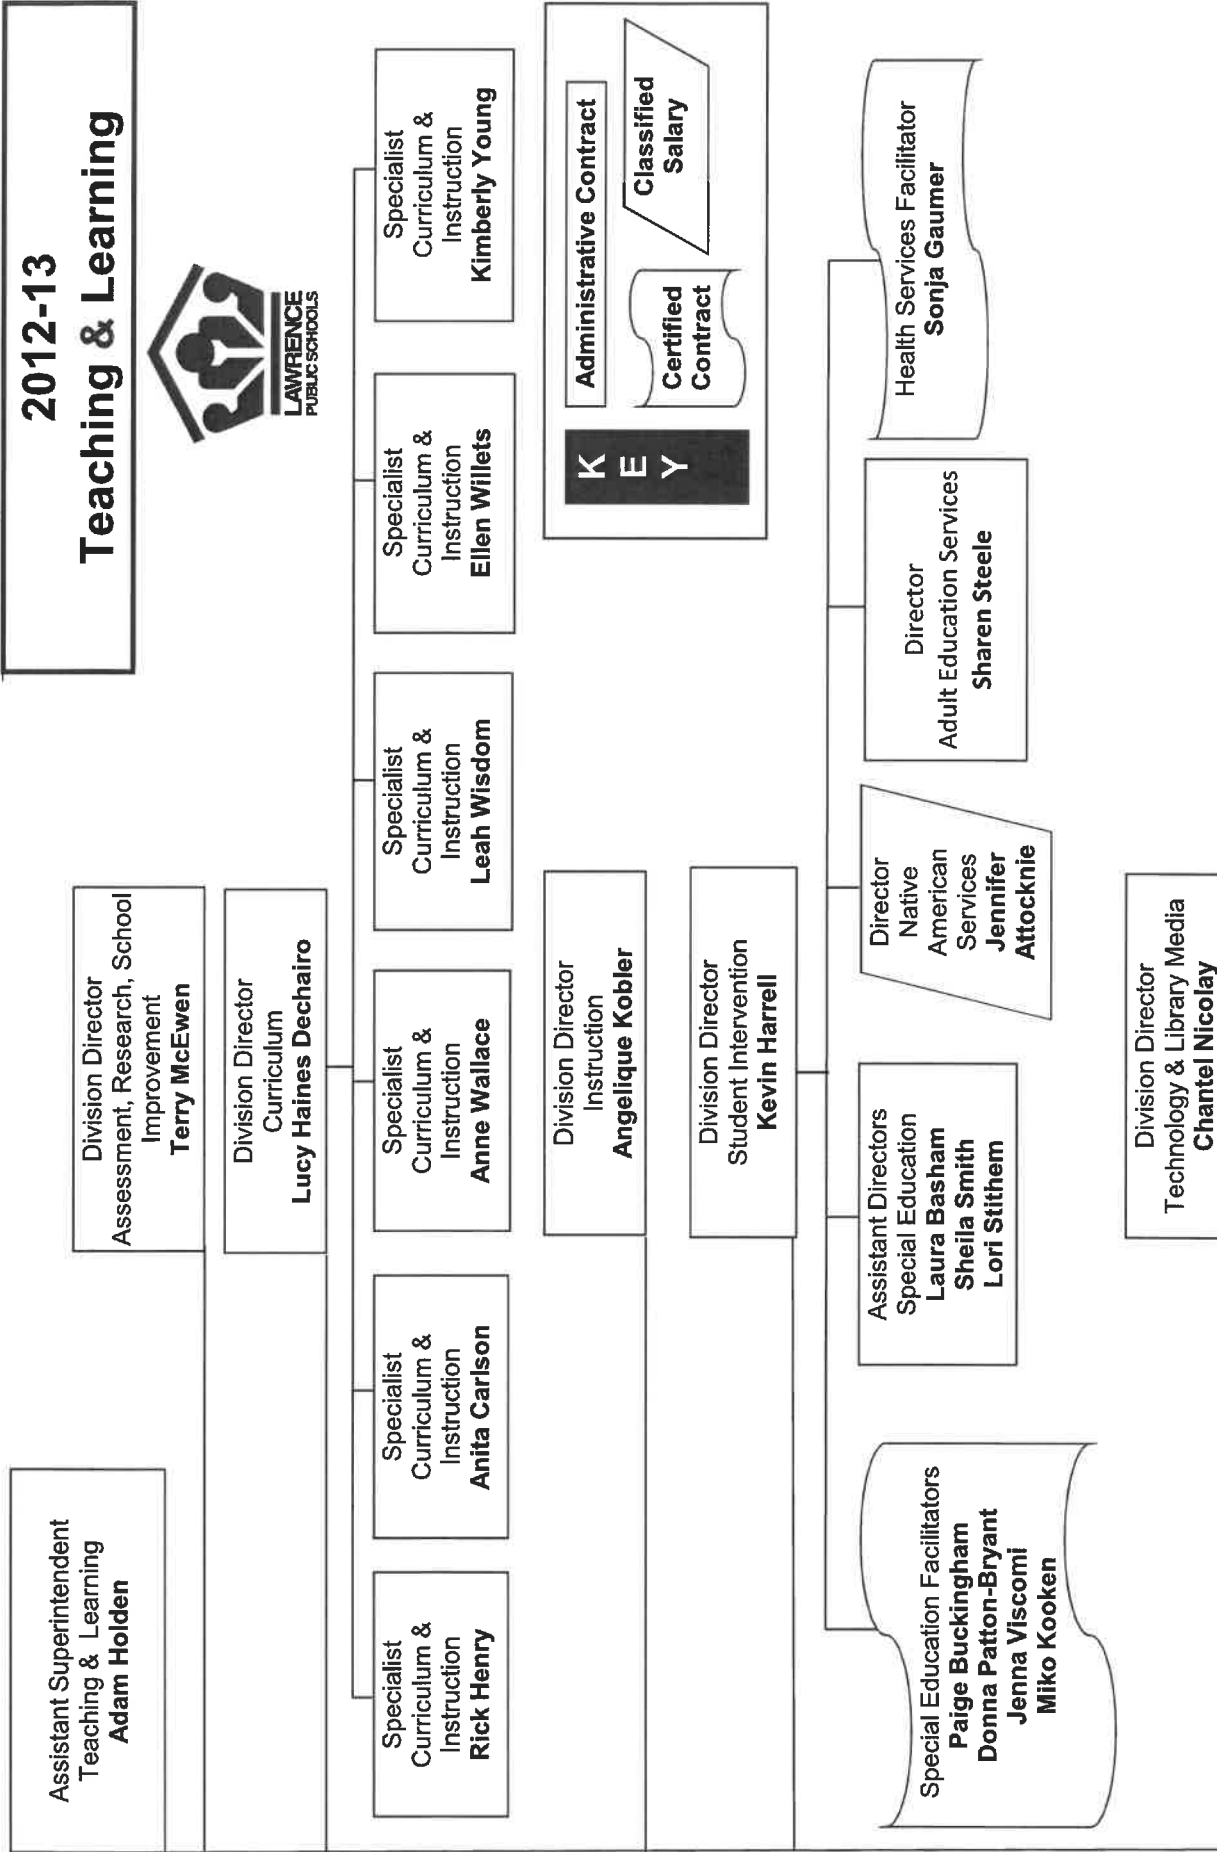 2012-13
Teaching & Learning
LAWRENCE
PUBLIC SCHOOLS
Assistant Superintendent
Teaching & Learning
Adam Holden
Division Director
Assessment, Research, School
Improvement
Terry McEwen
Division Director
Curriculum
Lucy Haines Dechairo
Specialist
Curriculum &
Instruction
Rick Henry
Specialist
Curriculum &
Instruction
Anita Carlson
Specialist
Curriculum &
Instruction
Anne Wallace
Specialist
Curriculum &
Instruction
Leah Wisdom
Specialist
Curriculum &
Instruction
Ellen Willets
Specialist
Curriculum &
Instruction
Kimberly Young
Division Director
Instruction
Angelique Kobler
KEY
Administrative Contract
Certified
Contract
Classified
Salary
Division Director
Student Intervention
Kevin Harrell
Special Education Facilitators
Paige Buckingham
Donna Patton-Bryant
Jenna Viscomi
Miko Kooken
Assistant Directors
Special Education
Laura Basham
Sheila Smith
Lori Stithem
Director
Native
American
Services
Jennifer
Attocknie
Director
Adult Education Services
Sharen Steele
Health Services Facilitator
Sonja Gaumer
Division Director
Technology & Library Media
Chantel Nicolay